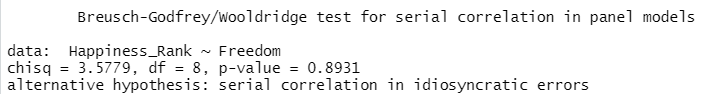 Breusch-Godfrey/Wooldridge test for serial correlation in panel models
data:  Happiness_Rank ~ Freedom
chisq = 3.5779, df = 8, p-value = 0.8931
alternative hypothesis: serial correlation in idiosyncratic errors